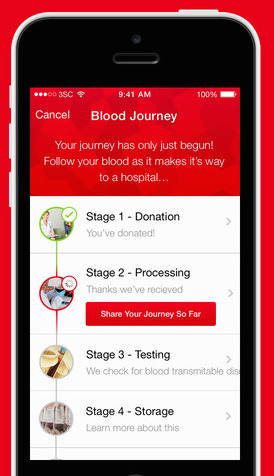 3SC 9:41 AM 100%
Cancel Blood Journey
Your journey has only just begun!
Follow your blood as it makes it's way
to a hospital...
Stage 1 - Donation
You've donated!
Stage 2 - Processing
Thanks we've recieved
Share Your Journey So Far
Stage 3 - Testing
We check for blood transmitable dis
Stage 4 - Storage
Learn more about this